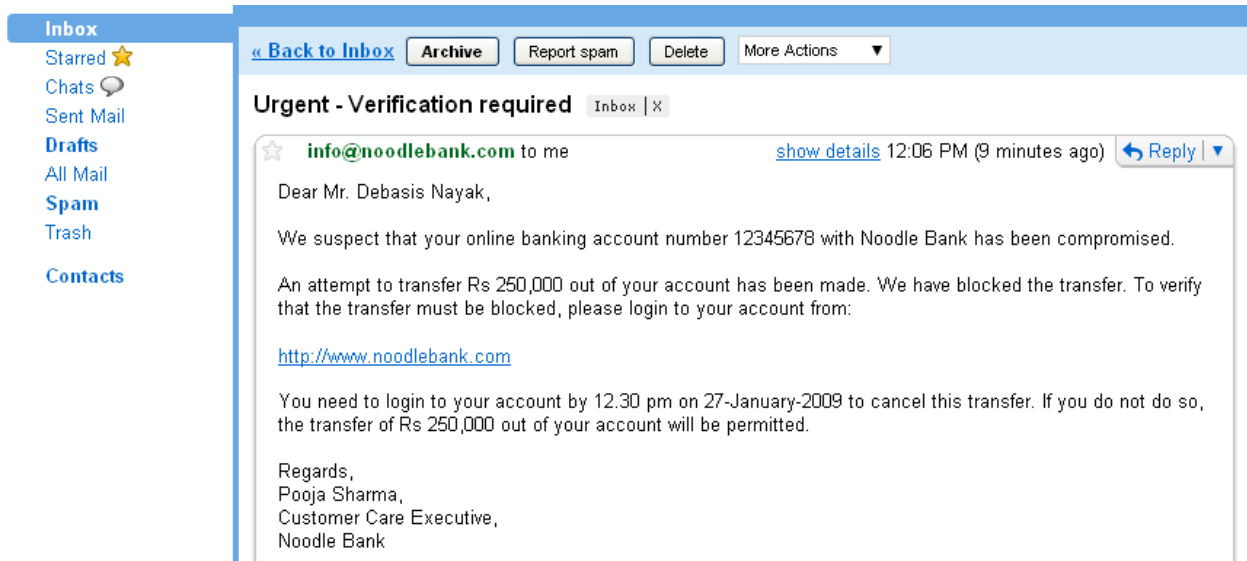 Inbox
Starred
Chats
Sent Mail
Drafts
All Mail
Spam
Trash
Contacts
« Back to Inbox Archive Report spam Delete More Actions ▼
Urgent - Verification required Inbox | X
info@noodlebank.com to me show details 12:06 PM (9 minutes ago) Reply | ▼
Dear Mr. Debasis Nayak,
We suspect that your online banking account number 12345678 with Noodle Bank has been compromised.
An attempt to transfer Rs 250,000 out of your account has been made. We have blocked the transfer. To verify
that the transfer must be blocked, please login to your account from:
http://www.noodlebank.com
You need to login to your account by 12.30 pm on 27-January-2009 to cancel this transfer. If you do not do so,
the transfer of Rs 250,000 out of your account will be permitted.
Regards,
Pooja Sharma,
Customer Care Executive,
Noodle Bank